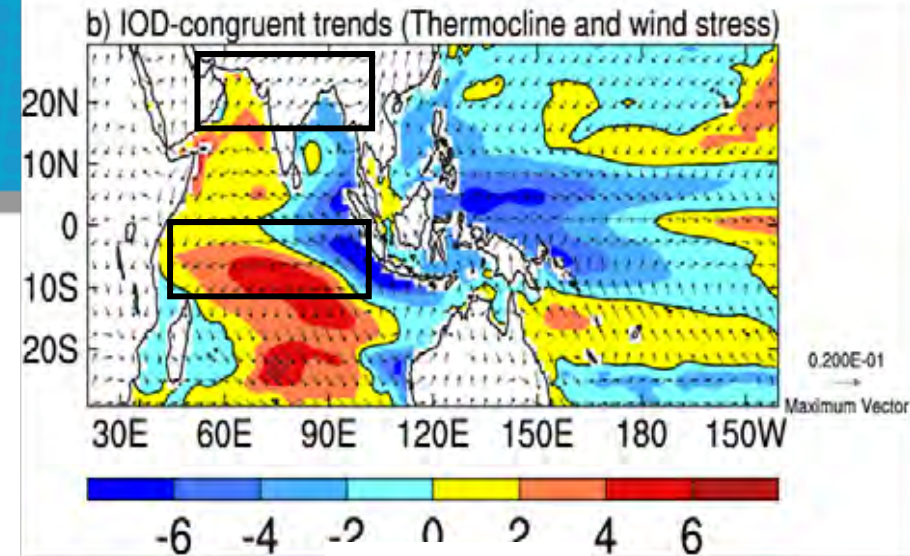 b) IOD-congruent trends (Thermocline and wind stress)
20N
10N
0
10S
20S
30E 60E 90E 120E 150E 180 150W
0.200E-01
Maximum Vector
-6 -4 -2 0 2 4 6